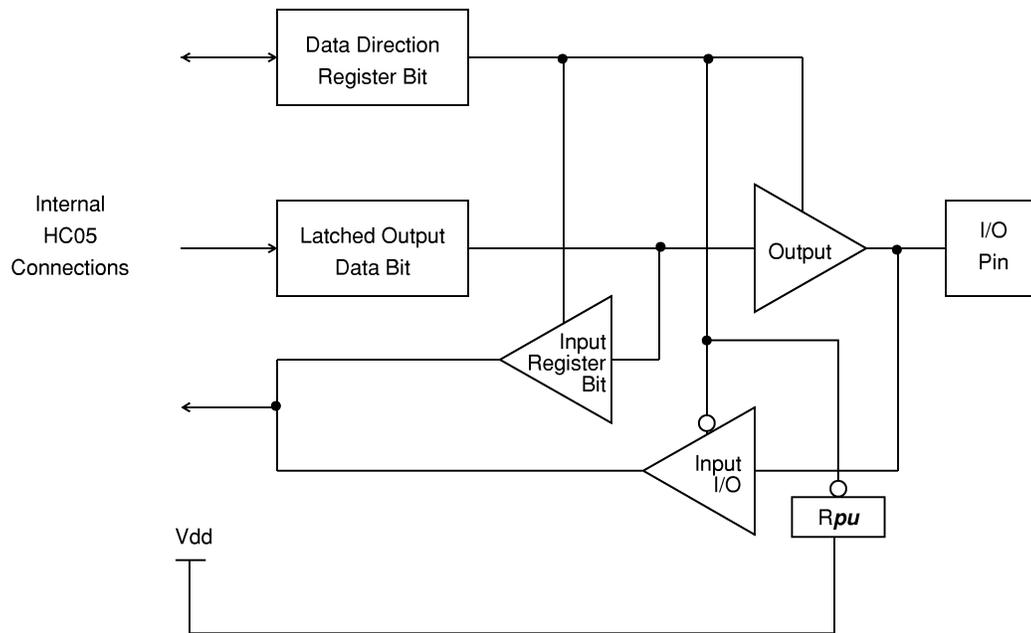 Data Direction
Register Bit
Internal
HC05
Connections
Latched Output
Data Bit
Output
I/O
Pin
Input
Register
Bit
Input
I/O
Rpu
Vdd